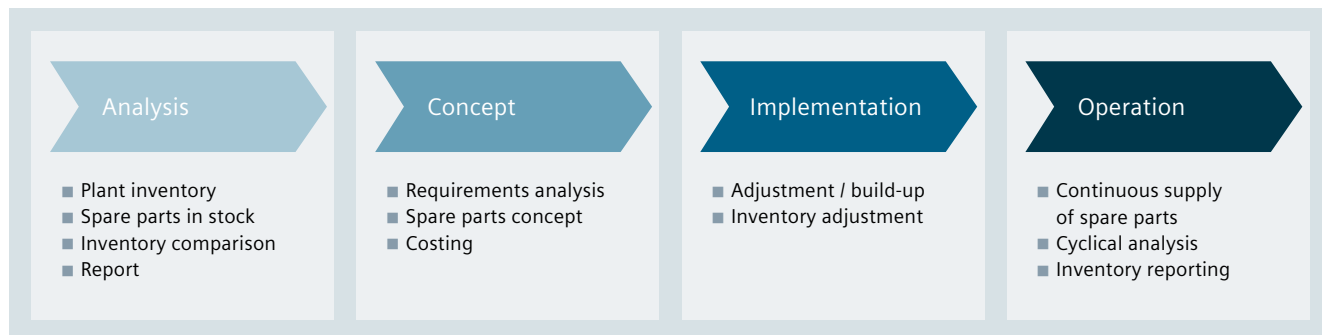 Analysis
Plant inventory
Spare parts in stock
Inventory comparison
Report
Concept
Requirements analysis
Spare parts concept
Costing
Implementation
Adjustment / build-up
Inventory adjustment
Operation
Continuous supply
of spare parts
Cyclical analysis
Inventory reporting